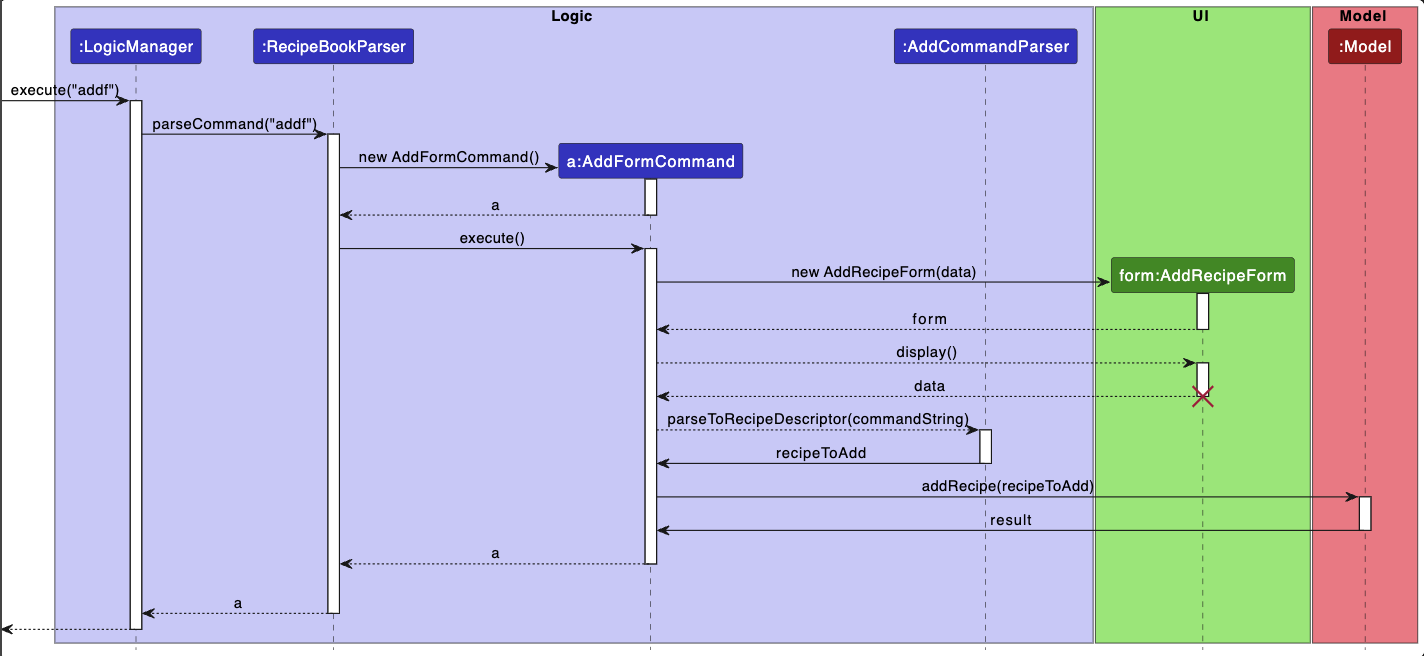 Logic
UI
Model
:LogicManager
:RecipeBookParser
:AddCommandParser
:Model
execute("addf")
parseCommand("addf")
new AddFormCommand()
a:AddFormCommand
a
execute()
new AddRecipeForm(data)
form:AddRecipeForm
form
display()
data
parseToRecipeDescriptor(commandString)
recipeToAdd
addRecipe(recipeToAdd)
result
a
a